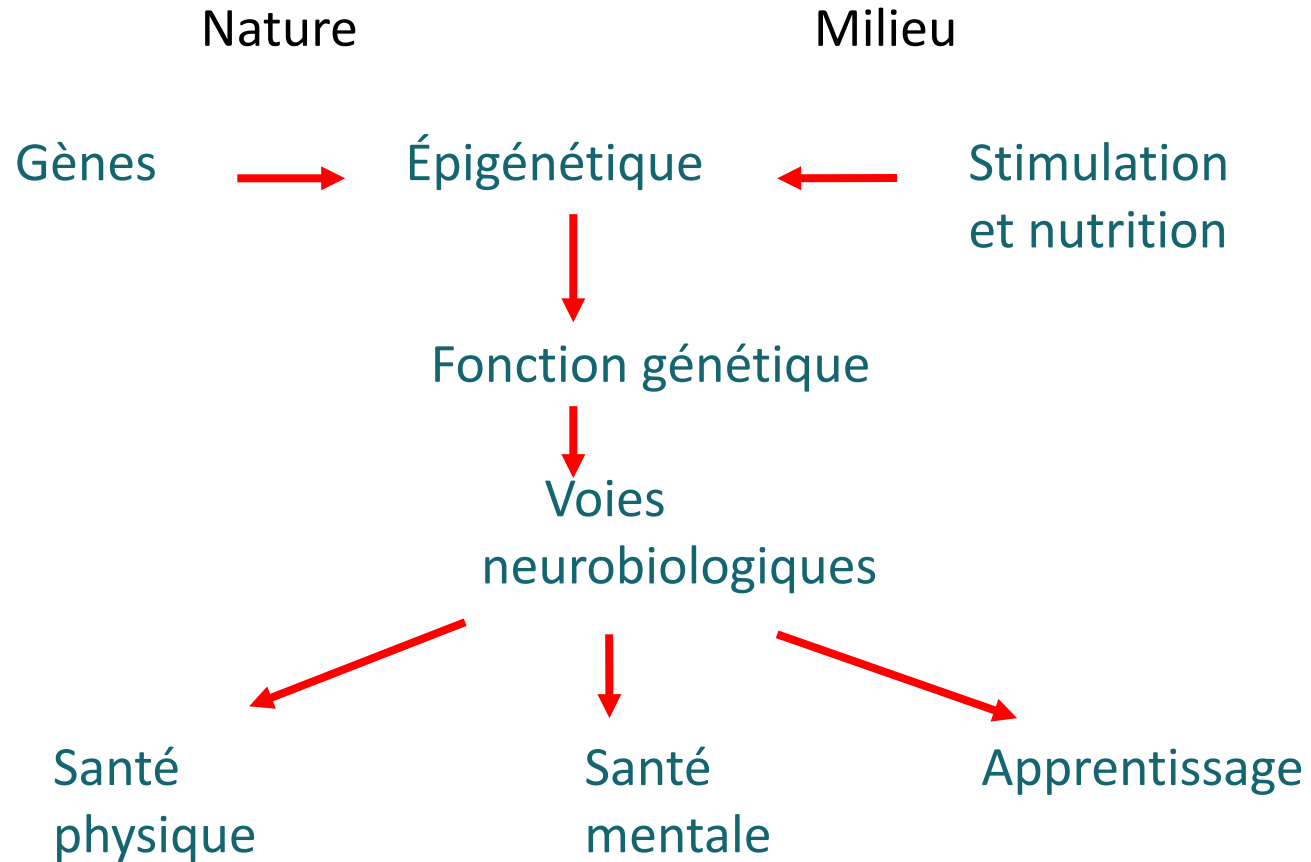 Nature
Milieu
Gènes
Épigénétique
Stimulation
et nutrition
Fonction génétique
Voies
neurobiologiques
Santé
physique
Santé
mentale
Apprentissage